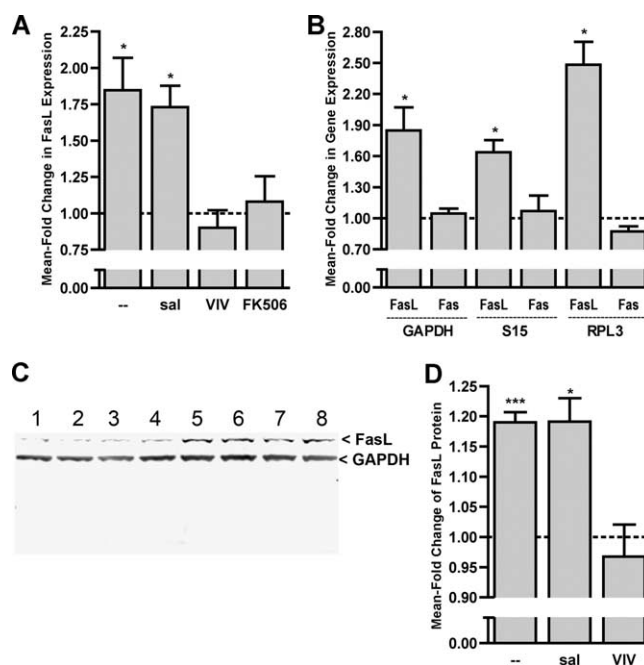 A
Mean-Fold Change in FasL Expression
2.25
2.00
1.75
1.50
1.25
1.00
0.75
0.00
*
*
-- sal VIV FK506
B
Mean-Fold Change in Gene Expression
2.80
2.50
2.20
1.90
1.60
1.30
1.00
0.70
0.00
*
*
*
FasL Fas FasL Fas FasL Fas
GAPDH S15 RPL3
C
1 2 3 4 5 6 7 8
< FasL
< GAPDH
D
Mean-Fold Change of FasL Protein
1.25
1.20
1.15
1.10
1.05
1.00
0.95
0.90
0.00
***
*
-- sal VIV